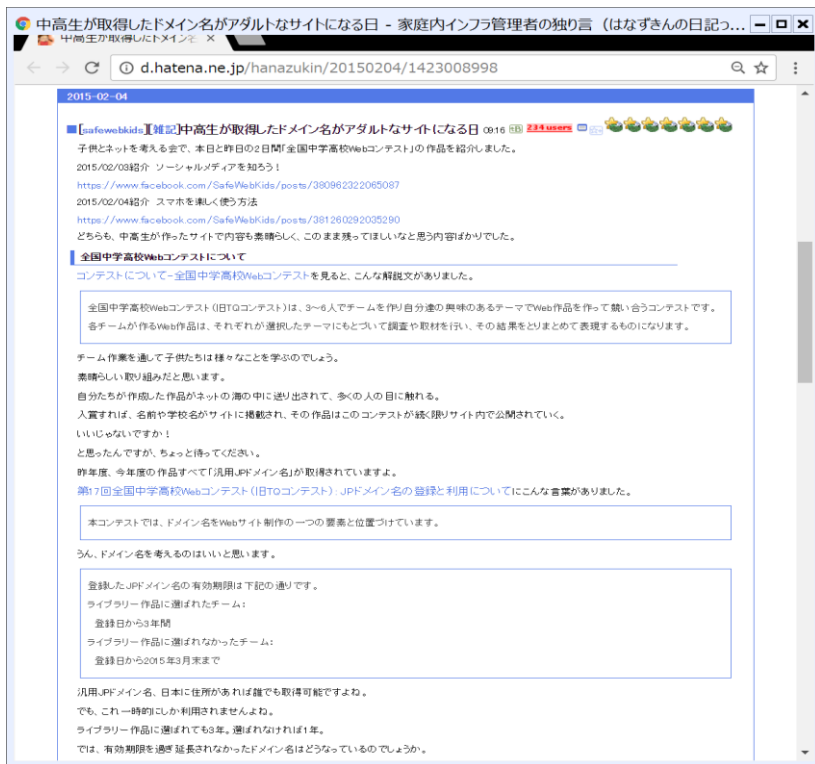 中高生が取得したドメイン名がアダルトなサイトになる日 - 家庭内インフラ管理者の独り言（はなずきんの日記っ...
中高生が取得したドメイン名
d.hatena.ne.jp/hanazukin/20150204/1423008998
2015-02-04
■[safewebkids][雑記]中高生が取得したドメイン名がアダルトなサイトになる日 09:16 234 users
子供とネットを考える会で、本日と昨日の2日間「全国中学高校Webコンテスト」の作品を紹介しました。
2015/02/03紹介 ソーシャルメディアを知ろう！
https://www.facebook.com/SafeWebKids/posts/380962322065087
2015/02/04紹介 スマホを楽しく使う方法
https://www.facebook.com/SafeWebKids/posts/381260292035290
どちらも、中高生が作ったサイトで内容も素晴らしく、このまま残ってほしいなと思う内容ばかりでした。
全国中学高校Webコンテストについて
コンテストについて-全国中学高校Webコンテストを見ると、こんな解説文がありました。
全国中学高校Webコンテスト（旧TQコンテスト）は、3～6人でチームを作り自分達の興味のあるテーマでWeb作品を作って競い合うコンテストです。
各チームが作るWeb作品は、それぞれが選択したテーマにもとづいて調査や取材を行い、その結果をとりまとめて表現するものになります。
チーム作業を通して子供たちは様々なことを学ぶのでしょう。
素晴らしい取り組みだと思います。
自分たちが作成した作品がネットの海の中に送り出されて、多くの人の目に触れる。
入賞すれば、名前や学校名がサイトに掲載され、その作品はこのコンテストが続く限りサイト内で公開されていく。
いいじゃないですか！
と思ったんですが、ちょっと待ってください。
昨年度、今年度の作品すべて「汎用JPドメイン名」が取得されていますよ。
第17回全国中学高校Webコンテスト（旧TQコンテスト）：JPドメイン名の登録と利用についてにこんな言葉がありました。
本コンテストでは、ドメイン名をWebサイト制作の一つの要素と位置づけています。
うん、ドメイン名を考えるのはいいと思います。
登録したJPドメイン名の有効期限は下記の通りです。
ライブラリー作品に選ばれたチーム：
登録日から3年間
ライブラリー作品に選ばれなかったチーム：
登録日から2015年3月末まで
汎用JPドメイン名、日本に住所があれば誰でも取得可能ですよね。
でも、これ一時的にしか利用されませんよね。
ライブラリー作品に選ばれても3年。選ばれなければ1年。
では、有効期限を過ぎ延長されなかったドメイン名はどうなっているのでしょうか。